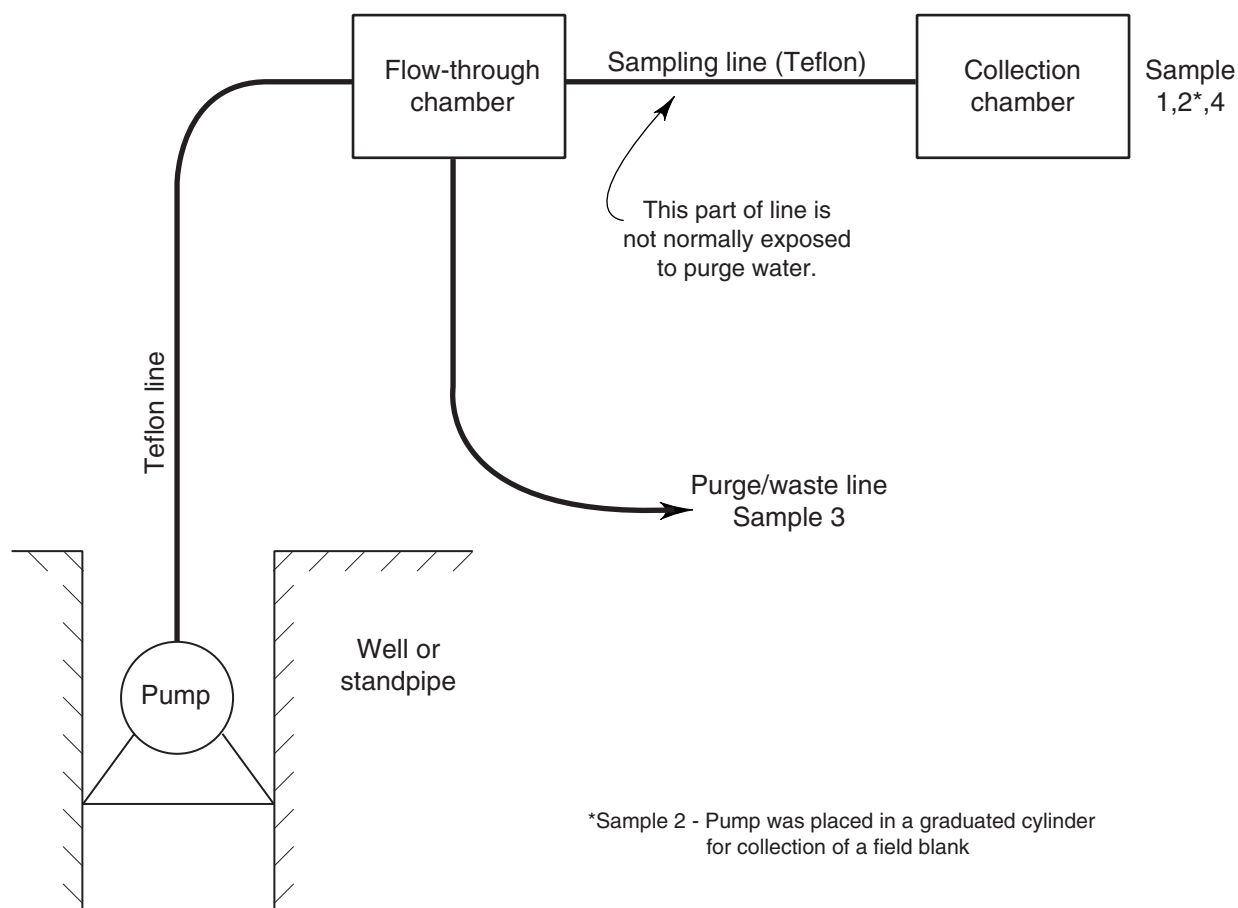 Flow-through
chamber
Sampling line (Teflon)
Collection
chamber
Sample
1,2*,4
This part of line is
not normally exposed
to purge water.
Teflon line
Purge/waste line
Sample 3
Well or
standpipe
Pump
*Sample 2 - Pump was placed in a graduated cylinder
for collection of a field blank